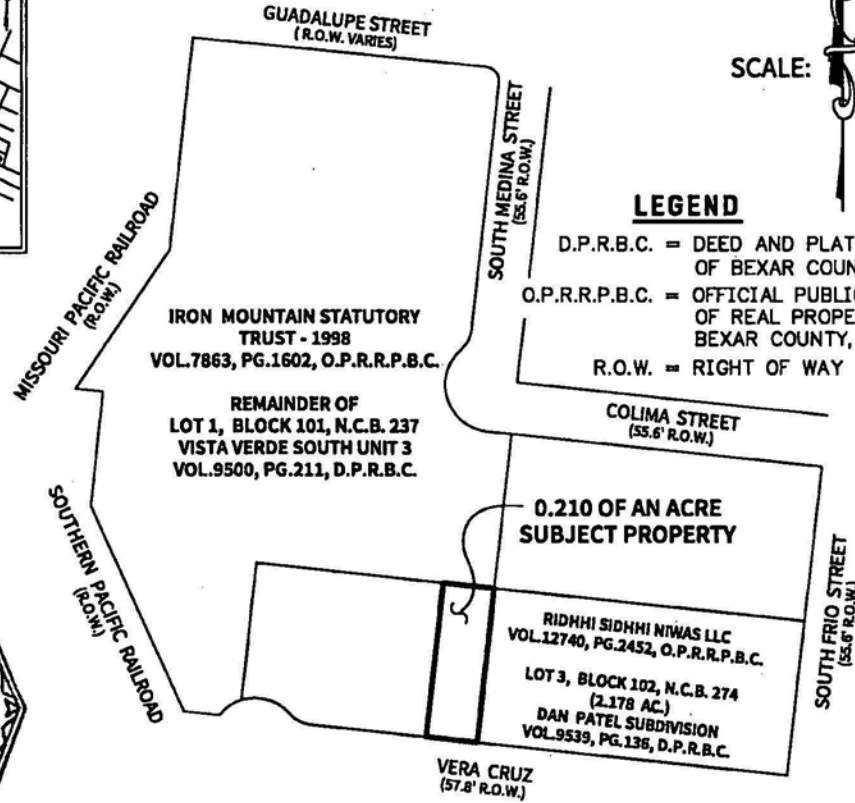 GUADALUPE STREET
(R.O.W. VARIES)
SCALE:
SOUTH MEDINA STREET
(55.6' R.O.W.)
LEGEND
D.P.R.B.C. = DEED AND PLAT
OF BEXAR COUN
O.P.R.R.P.B.C. = OFFICIAL PUBLI
OF REAL PROPE
BEXAR COUNTY,
R.O.W. = RIGHT OF WAY
MISSOURI PACIFIC RAILROAD
(R.O.W.)
IRON MOUNTAIN STATUTORY
TRUST - 1998
VOL.7863, PG.1602, O.P.R.R.P.B.C.
REMAINDER OF
LOT 1, BLOCK 101, N.C.B. 237
VISTA VERDE SOUTH UNIT 3
VOL.9500, PG.211, D.P.R.B.C.
COLIMA STREET
(55.6' R.O.W.)
0.210 OF AN ACRE
SUBJECT PROPERTY
SOUTHERN PACIFIC RAILROAD
(R.O.W.)
SOUTH FRIO STREET
(55.6' R.O.W.)
RIDHHI SIDHHI NIWAS LLC
VOL.12740, PG.2452, O.P.R.R.P.B.C.
LOT 3, BLOCK 102, N.C.B. 274
(2.178 AC.)
DAN PATEL SUBDIVISION
VOL.9539, PG.136, D.P.R.B.C.
VERA CRUZ
(57.8' R.O.W.)